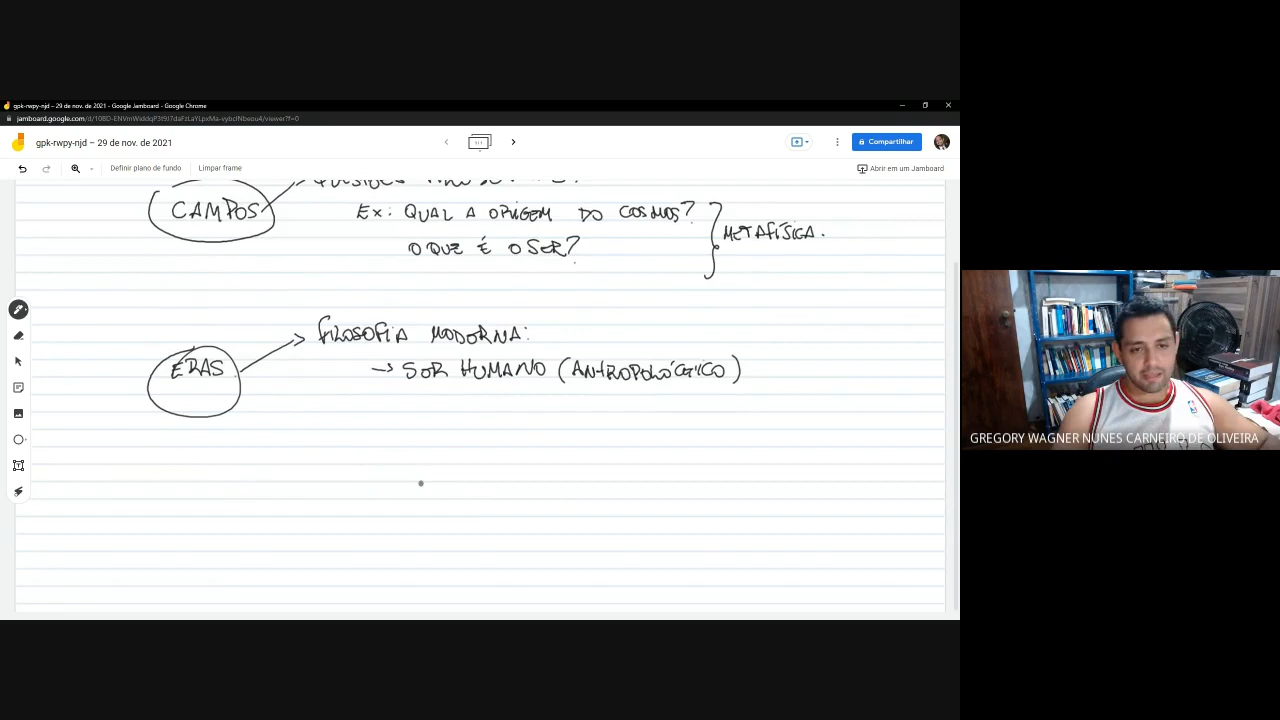 gpk-rwpy-njd – 29 de nov. de 2021 - Google Jamboard - Google Chrome
gpk-rwpy-njd – 29 de nov. de 2021
Compartilhar
Definir plano de fundo
Limpar frame
Abrir em um Jamboard
CAMPOS
EX: QUAL A ORIGEM DO COSMOS?
METAFÍSICA.
O QUE É O SER?
FILOSOFIA MODERNA:
ERAS
-> SER HUMANO (ANTROPOLÓGICO)
GREGORY WAGNER NUNES CARNEIRO DE OLIVEIRA